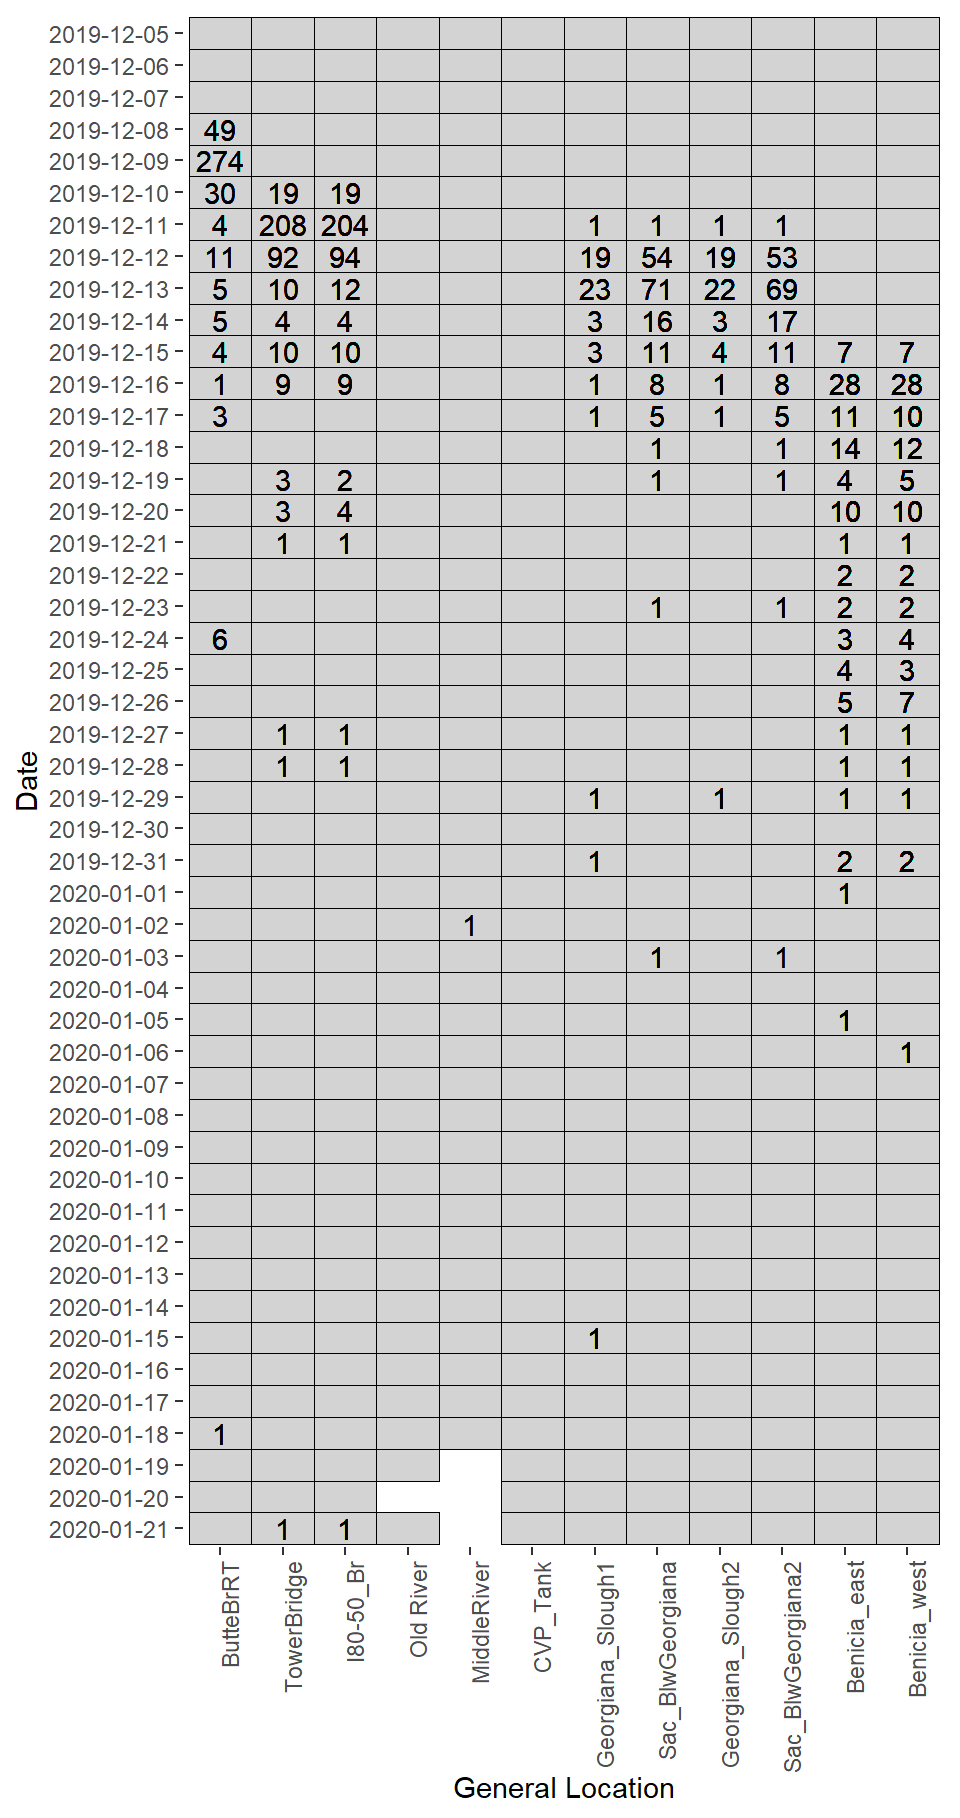 2019-12-05
2019-12-06
2019-12-07
2019-12-08 49
2019-12-09 274
2019-12-10 30 19 19
2019-12-11 4 208 204 1 1 1 1
2019-12-12 11 92 94 19 54 19 53
2019-12-13 5 10 12 23 71 22 69
2019-12-14 5 4 4 3 16 3 17
2019-12-15 4 10 10 3 11 4 11 7 7
2019-12-16 1 9 9 1 8 1 8 28 28
2019-12-17 3 1 5 1 5 11 10
2019-12-18 1 1 14 12
2019-12-19 3 2 1 1 4 5
2019-12-20 3 4 10 10
2019-12-21 1 1 1 1
2019-12-22 2 2
2019-12-23 1 1 2 2
2019-12-24 6 3 4
2019-12-25 4 3
2019-12-26 5 7
2019-12-27 1 1 1 1
2019-12-28 1 1 1 1
Date
2019-12-29 1 1 1 1
2019-12-30
2019-12-31 1 2 2
2020-01-01 1
2020-01-02 1
2020-01-03 1 1
2020-01-04
2020-01-05 1
2020-01-06 1
2020-01-07
2020-01-08
2020-01-09
2020-01-10
2020-01-11
2020-01-12
2020-01-13
2020-01-14
2020-01-15 1
2020-01-16
2020-01-17
2020-01-18 1
2020-01-19
2020-01-20
2020-01-21 1 1
ButteBrRT
TowerBridge
I80-50_Br
Old River
MiddleRiver
CVP_Tank
Georgiana_Slough1
Sac_BlwGeorgiana
Georgiana_Slough2
Sac_BlwGeorgiana2
Benicia_east
Benicia_west
General Location